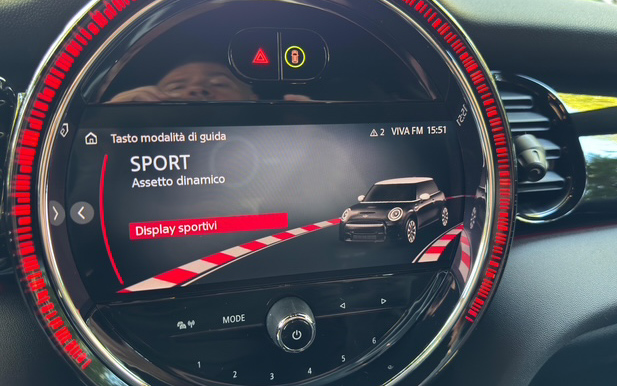 Tasto modalità di guida
2 VIVA FM 15:51
SPORT
Assetto dinamico
Display sportivi
MODE
1 2 3 4 5 6